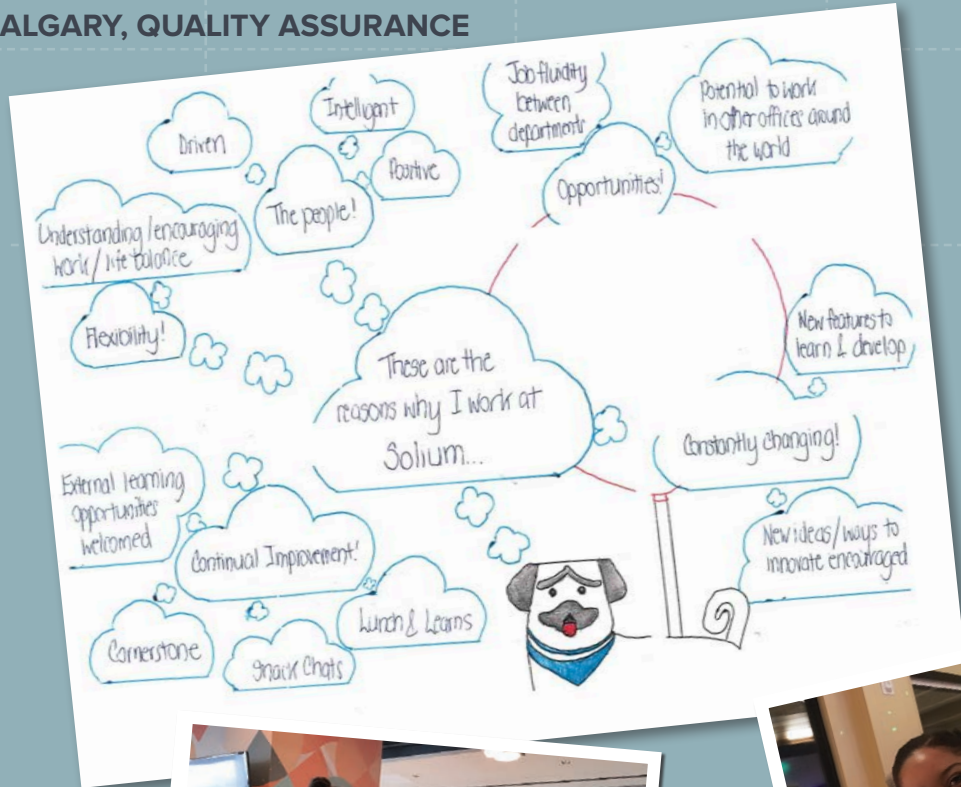 ALGARY, QUALITY ASSURANCE
Driven
Intelligent
Positive
The people!
Job fluidity
between
departments
Potential to work
in other offices around
the world
Opportunities!
Understanding/encouraging
work/life balance
Flexibility!
These are the
reasons why I work at
Solium...
New features to
learn & develop
Constantly changing!
New ideas/ways to
innovate encouraged
External learning
opportunities
welcomed
Continual Improvement!
Cornerstone
Snack Chats
Lunch & Learns